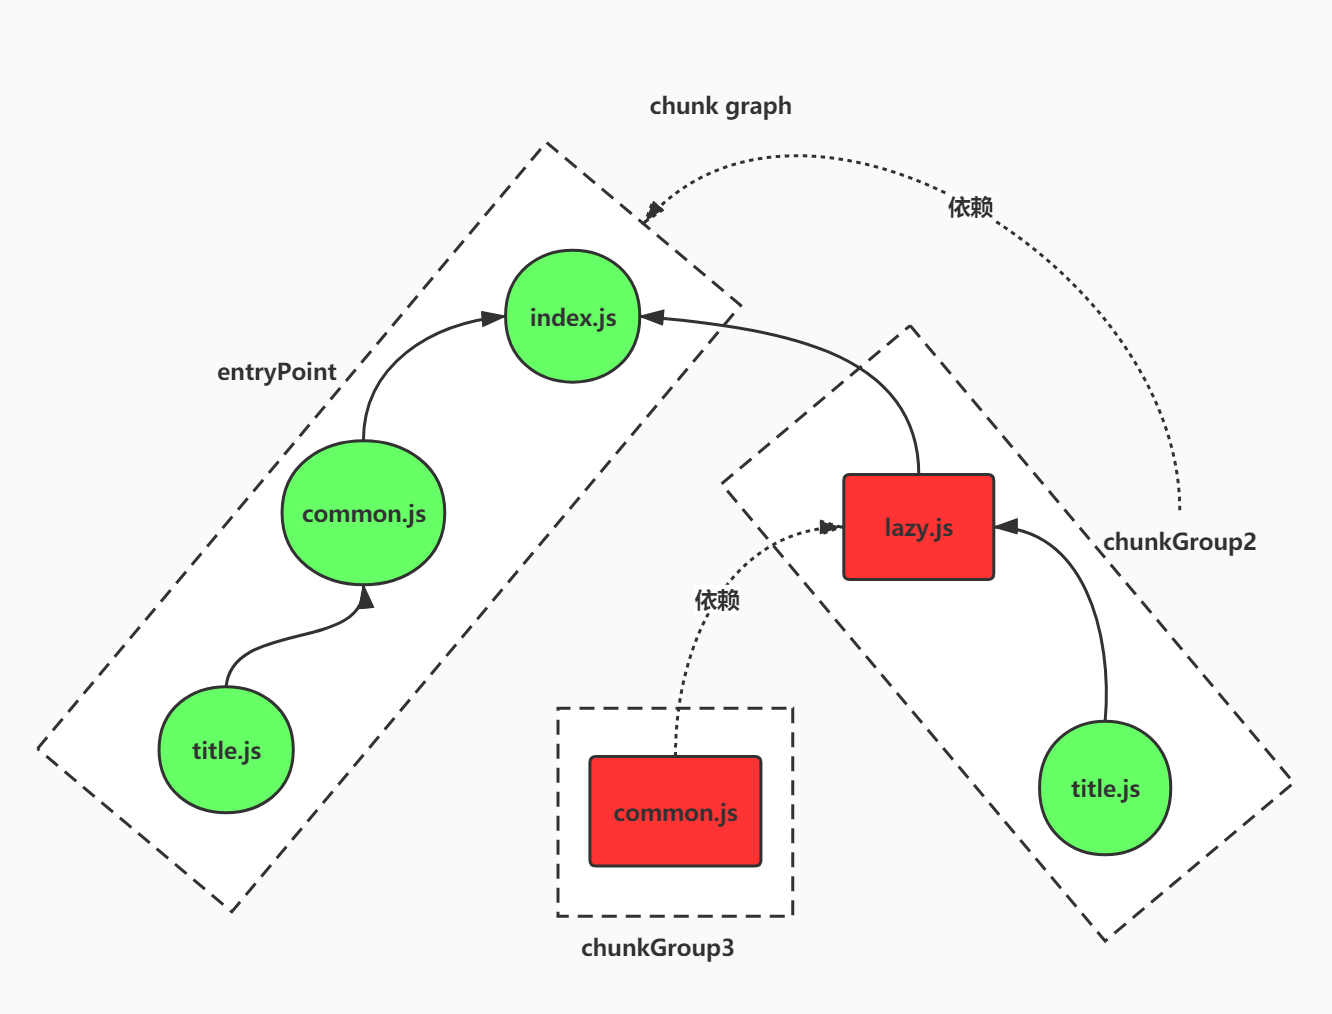 chunk graph
依赖
index.js
entryPoint
common.js
lazy.js
chunkGroup2
依赖
title.js
title.js
common.js
chunkGroup3